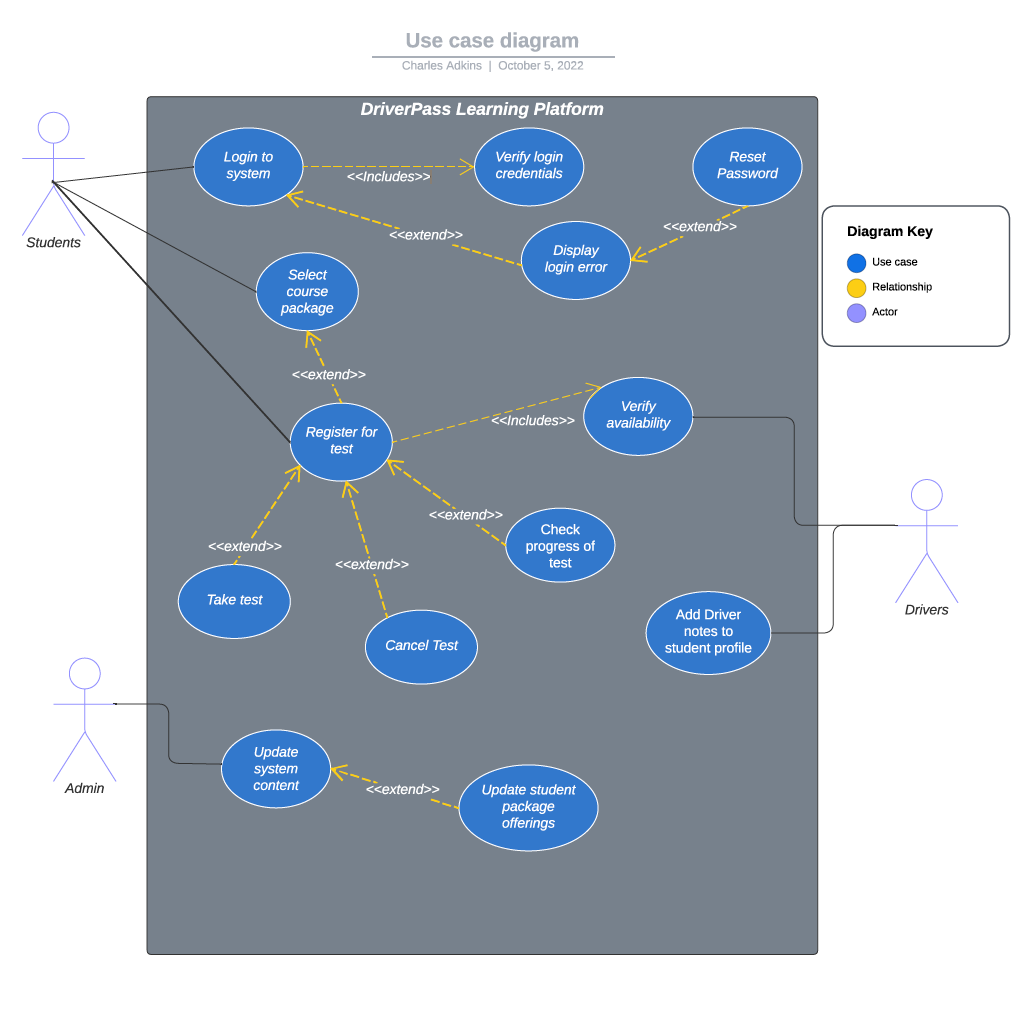 Use case diagram
Charles Adkins | October 5, 2022
DriverPass Learning Platform
Login to
system
<<Includes>>
Verify login
credentials
Reset
Password
<<extend>>
<<extend>>
Display
login error
Students
Diagram Key
Use case
Relationship
Actor
Select
course
package
<<extend>>
Register for
test
<<Includes>>
Verify
availability
<<extend>>
<<extend>>
<<extend>>
Check
progress of
test
Take test
Cancel Test
Add Driver
notes to
student profile
Drivers
Admin
Update
system
content
<<extend>>
Update student
package
offerings